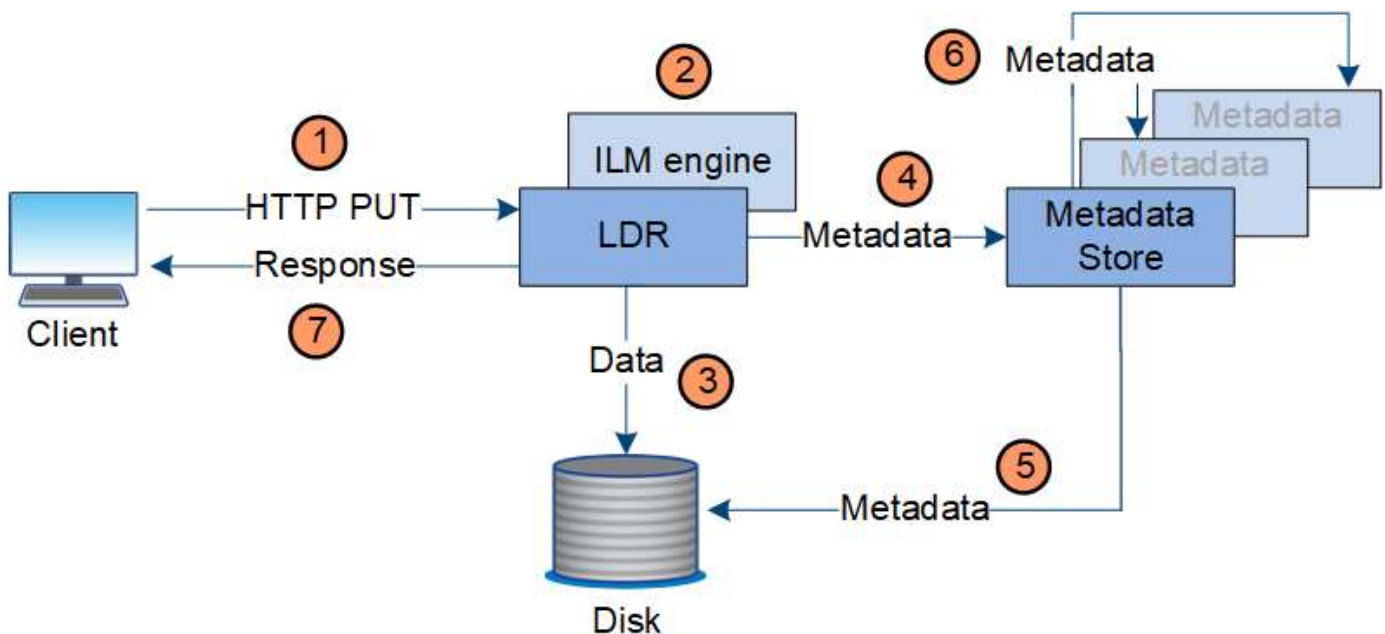 6
Metadata
2
Metadata
1
ILM engine
Metadata
4
HTTP PUT
LDR
Metadata
Metadata
Store
Response
Client
7
Data
3
5
Metadata
Disk